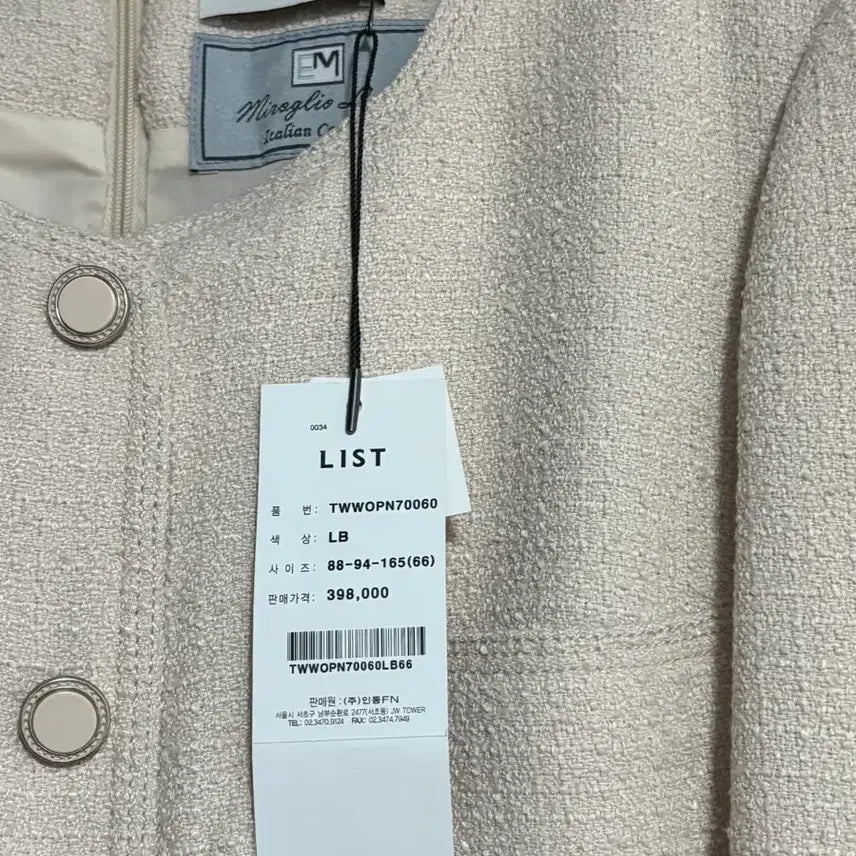 EM
Miroglio
Italian
0034
LIST
품 번: TWWOPN70060
색 상: LB
사 이 즈: 88-94-165(66)
판매가격: 398,000
TWWOPN70060LB66
판매원 : (주)인동FN
서울시 서초구 남부순환로 2477(서초동) JW TOWER
TEL: 02.3470.9124 FAX: 02.3474.7949